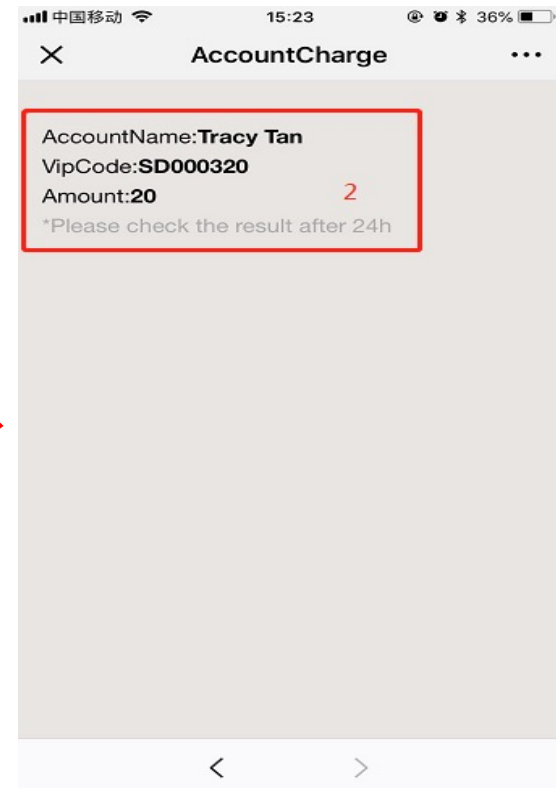 中国移动 15:23 36%
AccountCharge
AccountName:Tracy Tan
VipCode:SD000320
Amount:20
2
*Please check the result after 24h